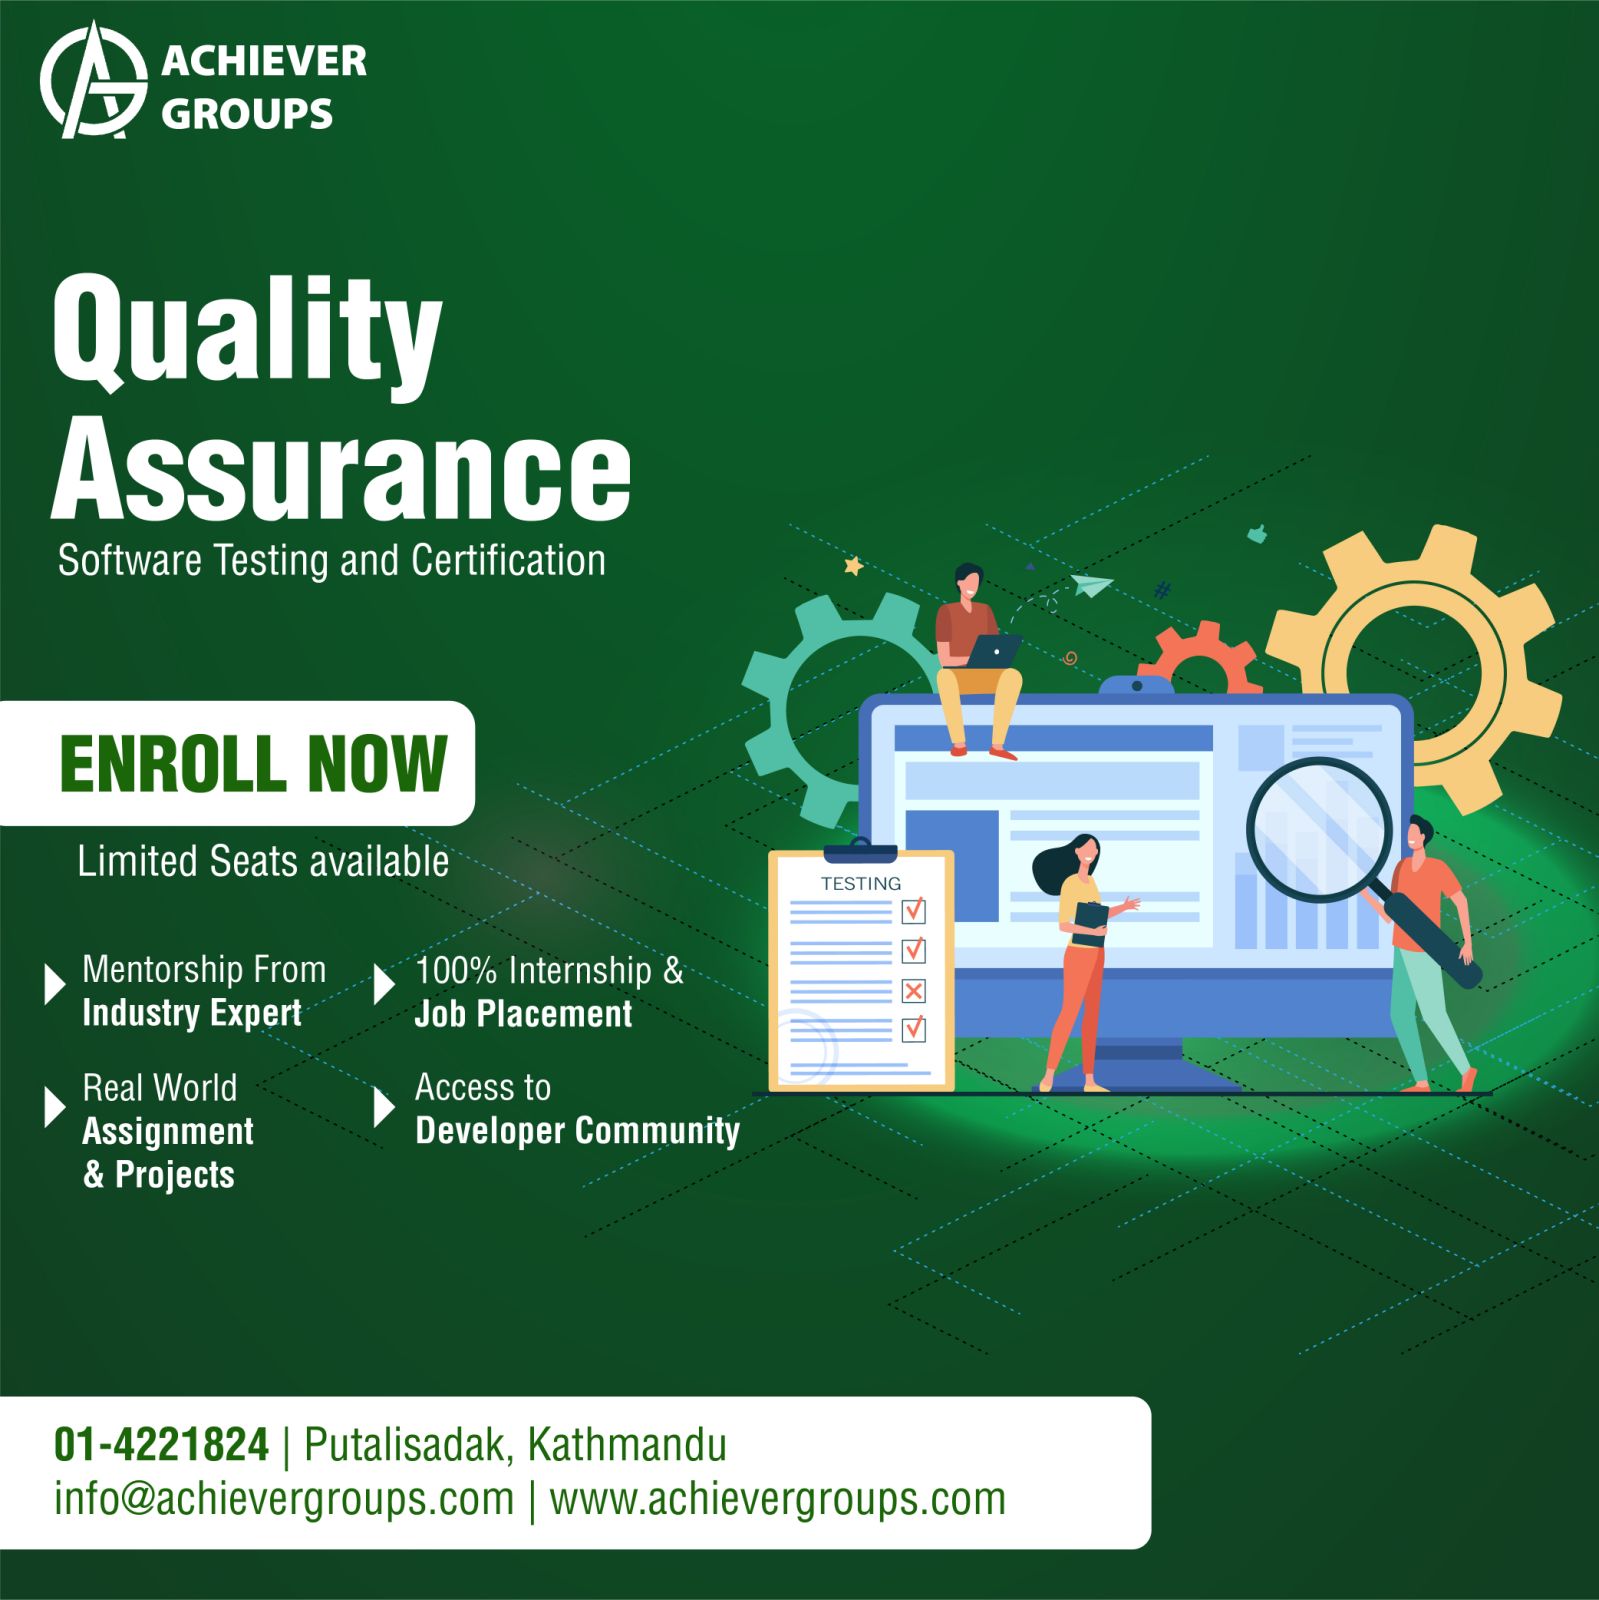 ACHIEVER
GROUPS
Quality
Assurance
Software Testing and Certification
ENROLL NOW
Limited Seats available
Mentorship From
Industry Expert
100% Internship &
Job Placement
Real World
Assignment
& Projects
Access to
Developer Community
TESTING
#
01-4221824 | Putalisadak, Kathmandu
info@achievergroups.com | www.achievergroups.com